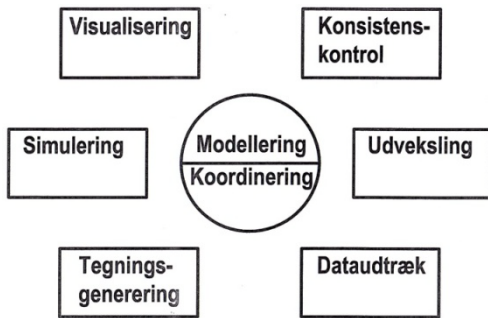 Visualisering
Konsistens-
kontrol
Simulering
Modellering
Koordinering
Udveksling
Tegnings-
generering
Dataudtræk